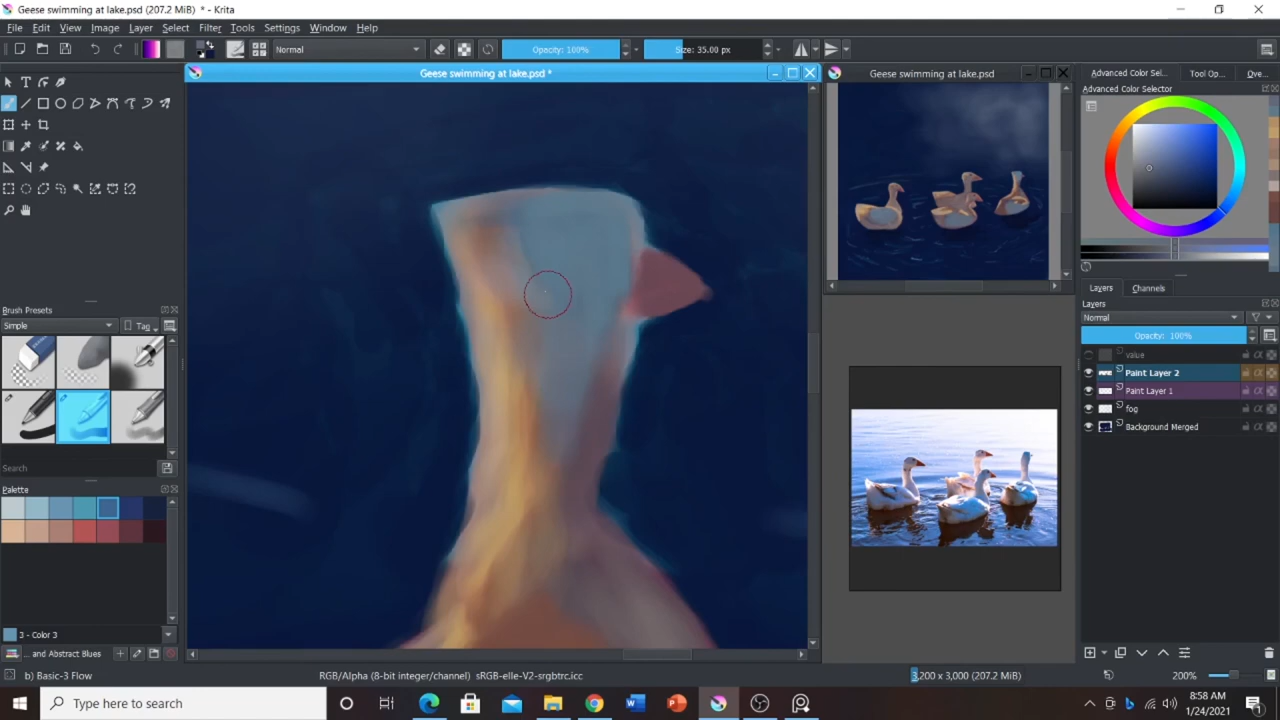 Geese swimming at lake.psd (207.2 MiB) * - Krita
File Edit View Image Layer Select Filter Tools Settings Window Help
Normal Opacity: 100% Size: 35.00 px
Geese swimming at lake.psd *
Geese swimming at lake.psd
Advanced Color Sel... Tool Op... Ove...
Advanced Color Selector
Layers Channels
Layers
Normal
Opacity: 100%
value
Paint Layer 2
Paint Layer 1
fog
Background Merged
Brush Presets
Simple Tag
Search
Palette
3 - Color 3
... and Abstract Blues
b) Basic-3 Flow
RGB/Alpha (8-bit integer/channel) sRGB-elle-V2-srgbtrc.icc
3,200 x 3,000 (207.2 MiB)
200%
Type here to search
8:58 AM
1/24/2021